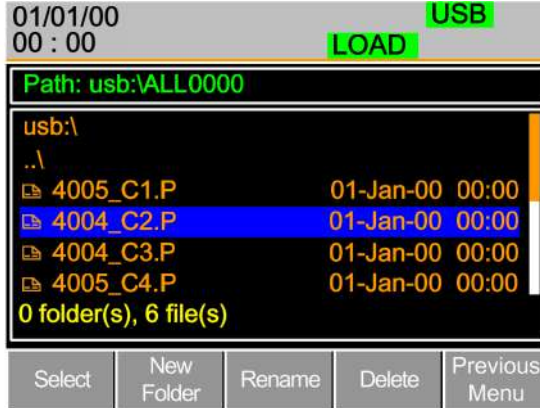 01/01/00 USB
00 : 00 LOAD
Path: usb:\ALL0000
usb:\
..\
4005_C1.P 01-Jan-00 00:00
4004_C2.P 01-Jan-00 00:00
4004_C3.P 01-Jan-00 00:00
4005_C4.P 01-Jan-00 00:00
0 folder(s), 6 file(s)
Select
New
Folder
Rename
Delete
Previous
Menu